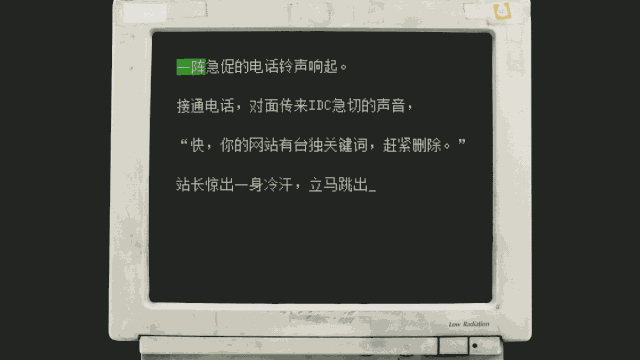 一阵急促的电话铃声响起。
接通电话，对面传来IDC急切的声音，
“快，你的网站有台独关键词，赶紧删除。”
站长惊出一身冷汗，立马跳出_
Low Radiation